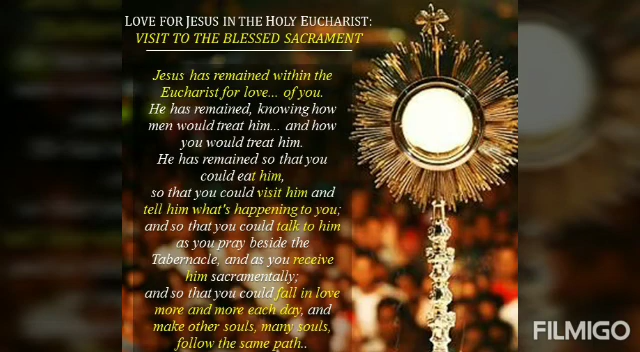 LOVE FOR JESUS IN THE HOLY EUCHARIST:
VISIT TO THE BLESSED SACRAMENT
Jesus has remained within the
Eucharist for love... of you.
He has remained, knowing how
men would treat him... and how
you would treat him.
He has remained so that you
could eat him,
so that you could visit him and
tell him what's happening to you;
and so that you could talk to him
as you pray beside the
Tabernacle, and as you receive
him sacramentally;
and so that you could fall in love
more and more each day, and
make other souls, many souls,
follow the same path..
FILMIGO